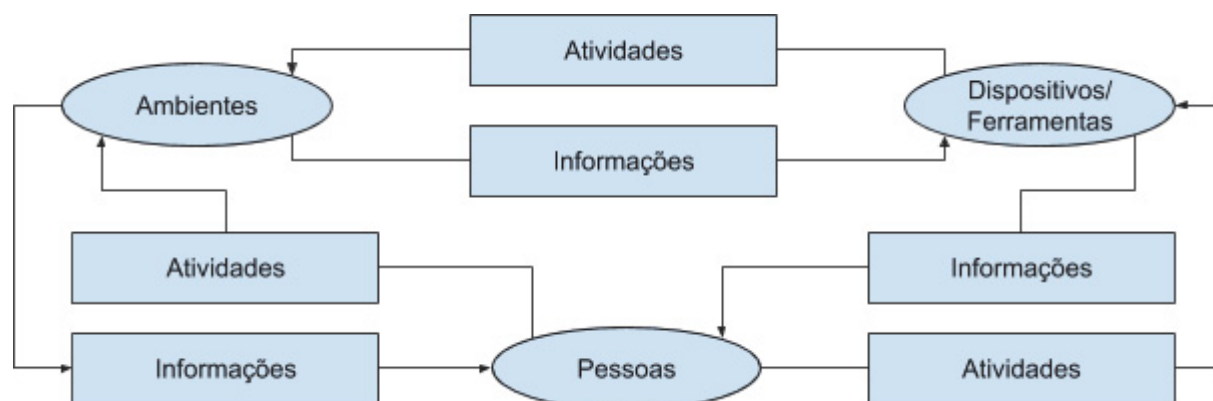 Atividades
Ambientes
Dispositivos/
Ferramentas
Informações
Atividades
Informações
Informações
Pessoas
Atividades